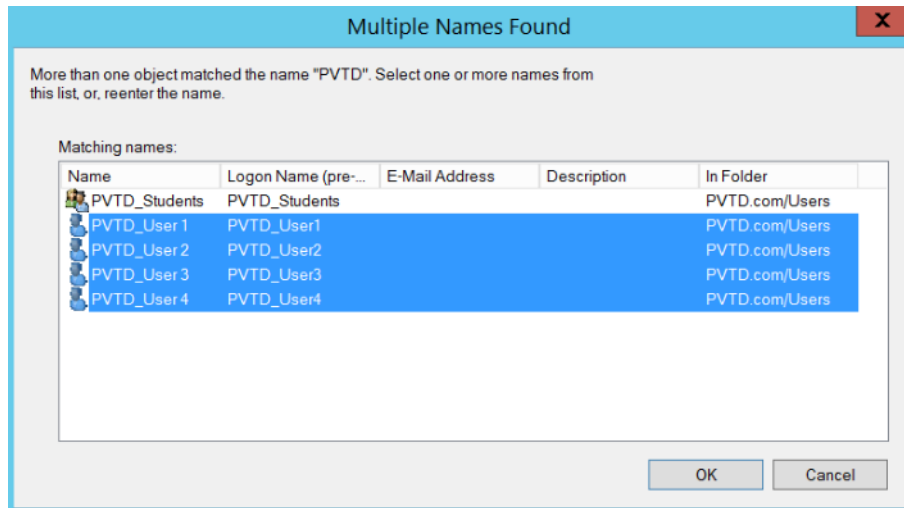 Multiple Names Found
X
More than one object matched the name "PVTD". Select one or more names from
this list, or, reenter the name.
Matching names:
Name Logon Name (pre-... E-Mail Address Description In Folder
PVTD_Students PVTD_Students PVTD.com/Users
PVTD_User 1 PVTD_User1 PVTD.com/Users
PVTD_User 2 PVTD_User2 PVTD.com/Users
PVTD_User 3 PVTD_User3 PVTD.com/Users
PVTD_User 4 PVTD_User4 PVTD.com/Users
OK Cancel